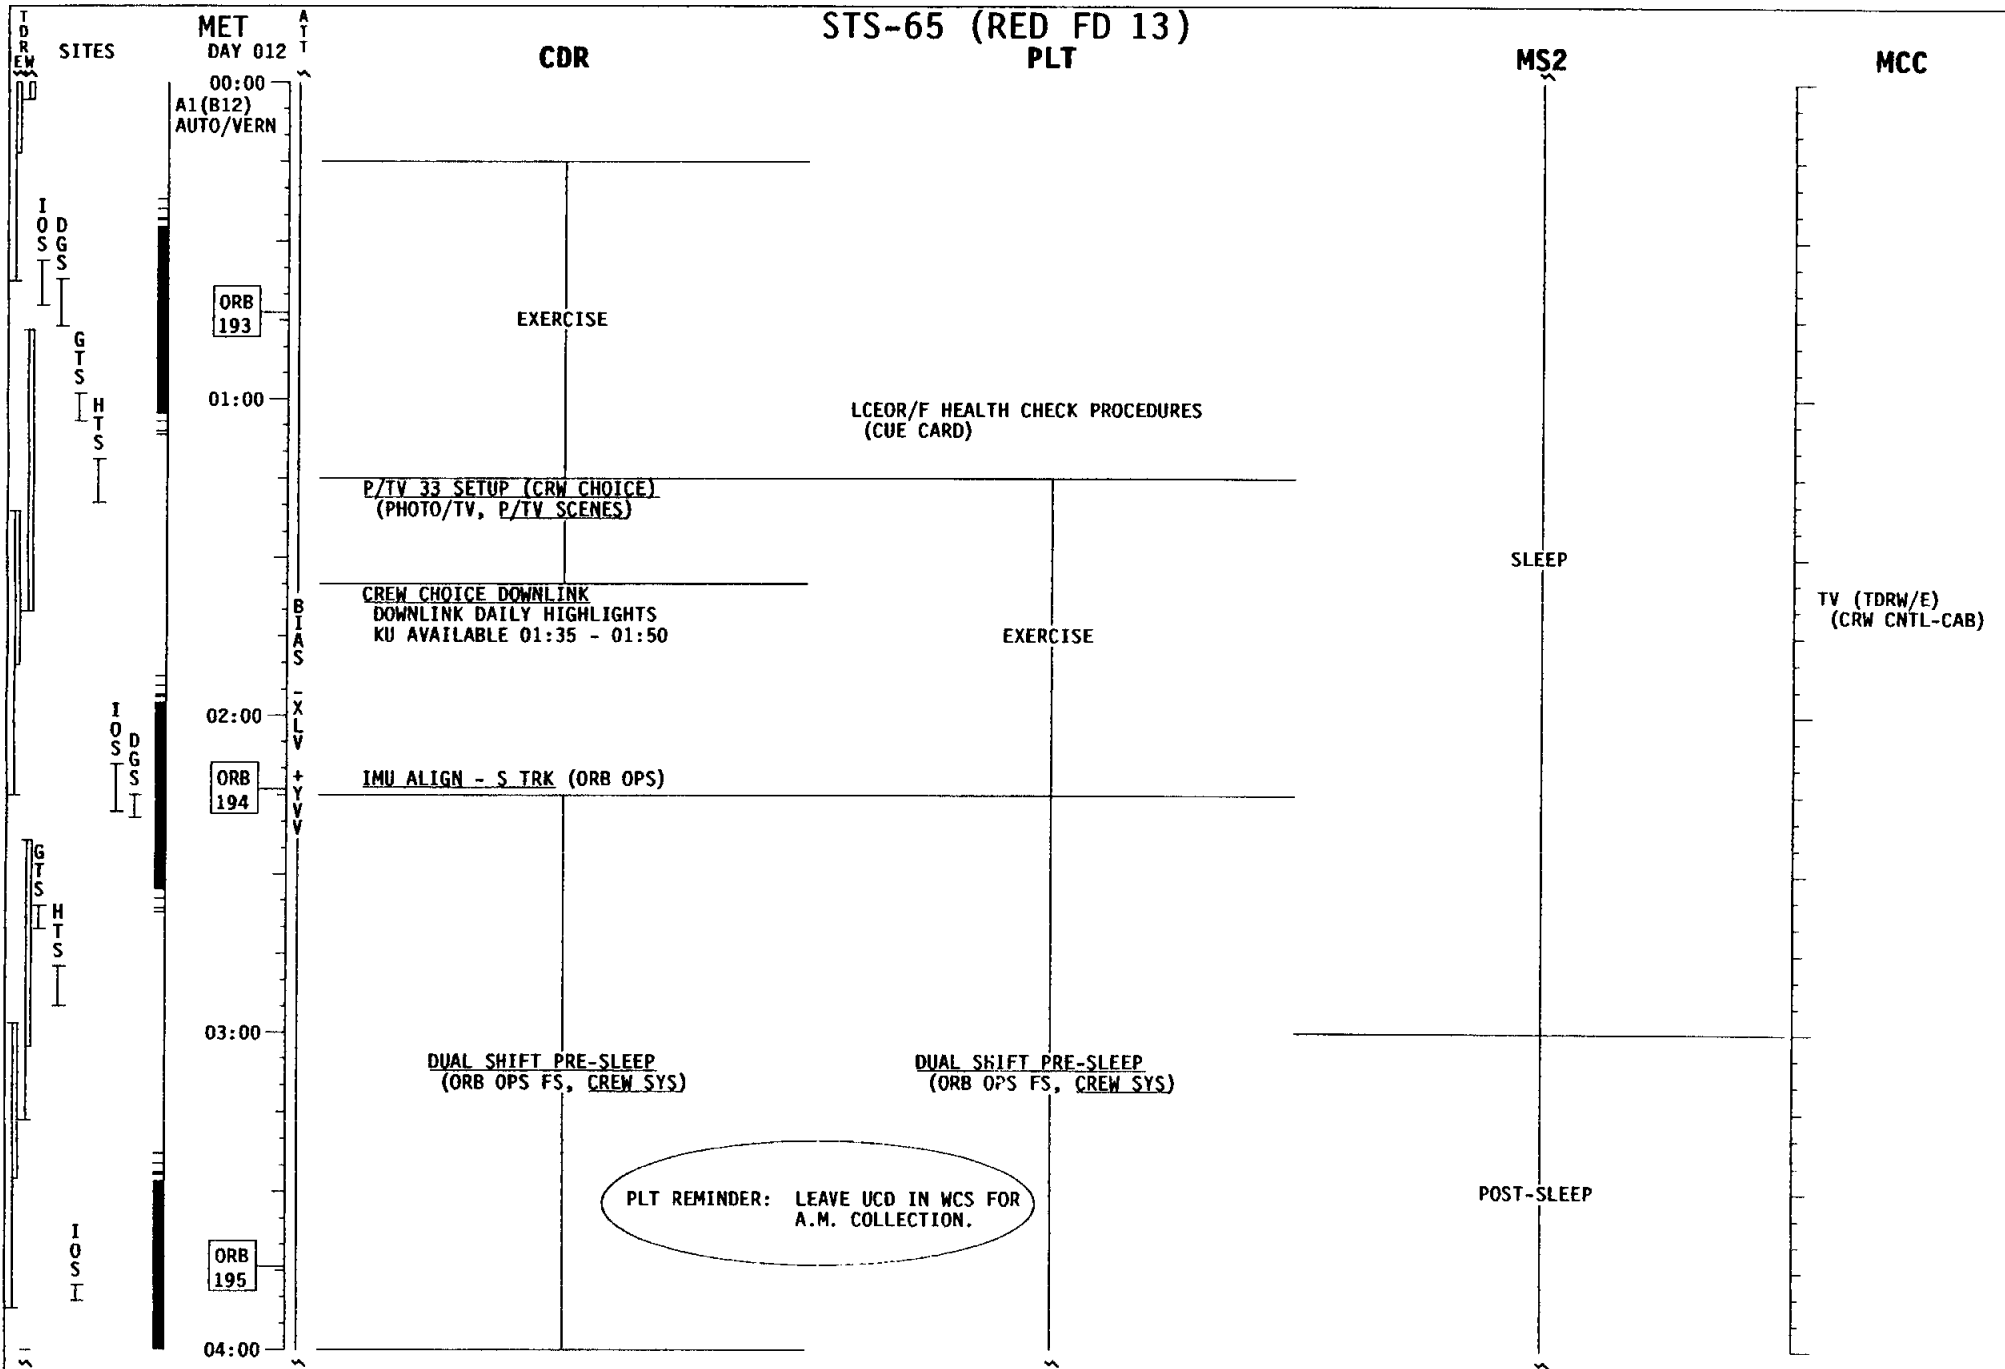 STS-65 (RED FD 13)
TDRE W
SITES
MET
DAY 012
ATT
CDR
PLT
MS2
MCC
00:00
A1(B12)
AUTO/VERN
IOS
DGS
ORB
193
EXERCISE
GTS
01:00
HTS
LCEOR/F HEALTH CHECK PROCEDURES
(CUE CARD)
P/TV 33 SETUP (CRW CHOICE)
(PHOTO/TV, P/TV SCENES)
SLEEP
CREW CHOICE DOWNLINK
DOWNLINK DAILY HIGHLIGHTS
KU AVAILABLE 01:35 - 01:50
EXERCISE
TV (TDRW/E)
(CRW CNTL-CAB)
BIAS -XLV +YVV
IOS
DGS
02:00
ORB
194
IMU ALIGN - S TRK (ORB OPS)
GTS
HTS
03:00
DUAL SHIFT PRE-SLEEP
(ORB OPS FS, CREW SYS)
DUAL SHIFT PRE-SLEEP
(ORB OPS FS, CREW SYS)
PLT REMINDER: LEAVE UCD IN WCS FOR
A.M. COLLECTION.
POST-SLEEP
IOS
ORB
195
04:00